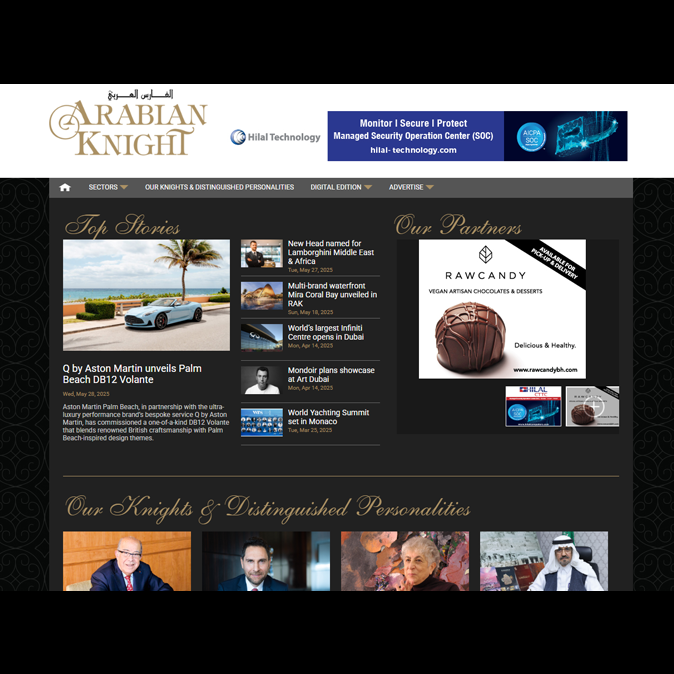 الفارس العربي
ARABIAN
KNIGHT
Hilal Technology
Monitor | Secure | Protect
Managed Security Operation Center (SOC)
hilal- technology.com
AICPA
SOC
SECTORS
OUR KNIGHTS & DISTINGUISHED PERSONALITIES
DIGITAL EDITION
ADVERTISE
Top Stories
Q by Aston Martin unveils Palm
Beach DB12 Volante
Wed, May 28, 2025
Aston Martin Palm Beach, in partnership with the ultra-
luxury performance brand's bespoke service Q by Aston
Martin, has commissioned a one-of-a-kind DB12 Volante
that blends renowned British craftsmanship with Palm
Beach-inspired design themes.
New Head named for
Lamborghini Middle East
& Africa
Tue, May 27, 2025
Multi-brand waterfront
Mira Coral Bay unveiled in
RAK
Sun, May 18, 2025
World's largest Infiniti
Centre opens in Dubai
Mon, Apr 14, 2025
Mondoir plans showcase
at Art Dubai
Mon, Apr 14, 2025
World Yachting Summit
set in Monaco
Tue, Mar 25, 2025
Our Partners
AVAILABLE FOR
PICK-UP & DELIVERY
RAWCANDY
VEGAN ARTISAN CHOCOLATES & DESSERTS
Delicious & Healthy.
www.rawcandybh.com
HILAL
RAWCANDY
Our Knights & Distinguished Personalities